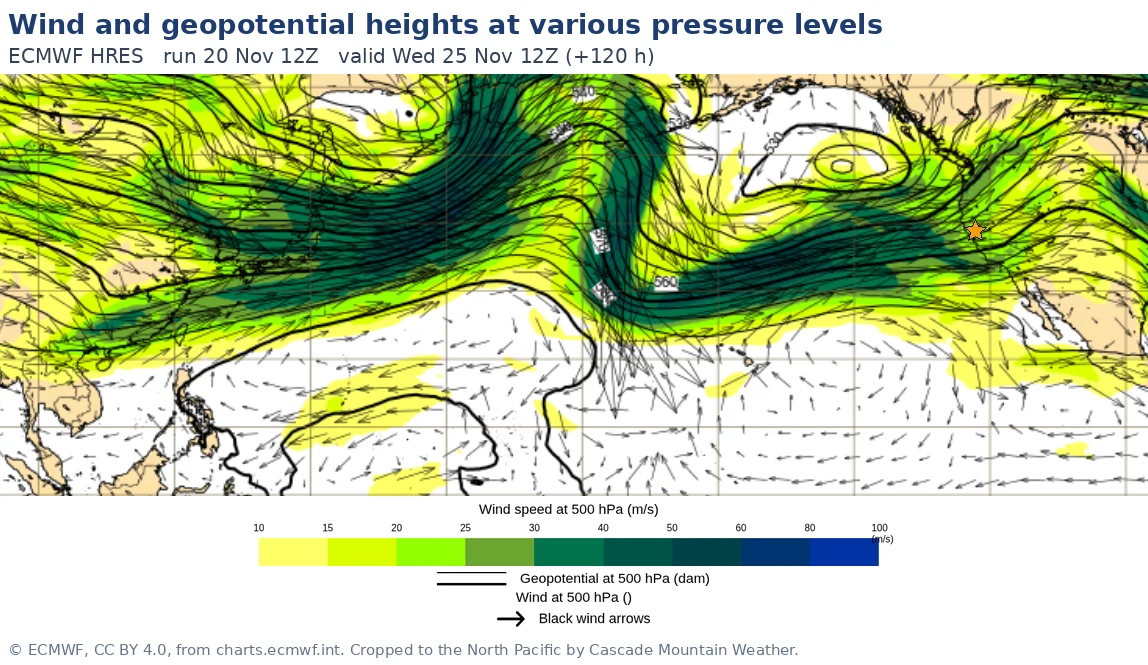 Wind and geopotential heights at various pressure levels
ECMWF HRES   run 20 Nov 12Z   valid Wed 25 Nov 12Z (+120 h)
540
530
560
Wind speed at 500 hPa (m/s)
10 15 20 25 30 40 50 60 80 100
(m/s)
Geopotential at 500 hPa (dam)
Wind at 500 hPa ()
Black wind arrows
© ECMWF, CC BY 4.0, from charts.ecmwf.int. Cropped to the North Pacific by Cascade Mountain Weather.